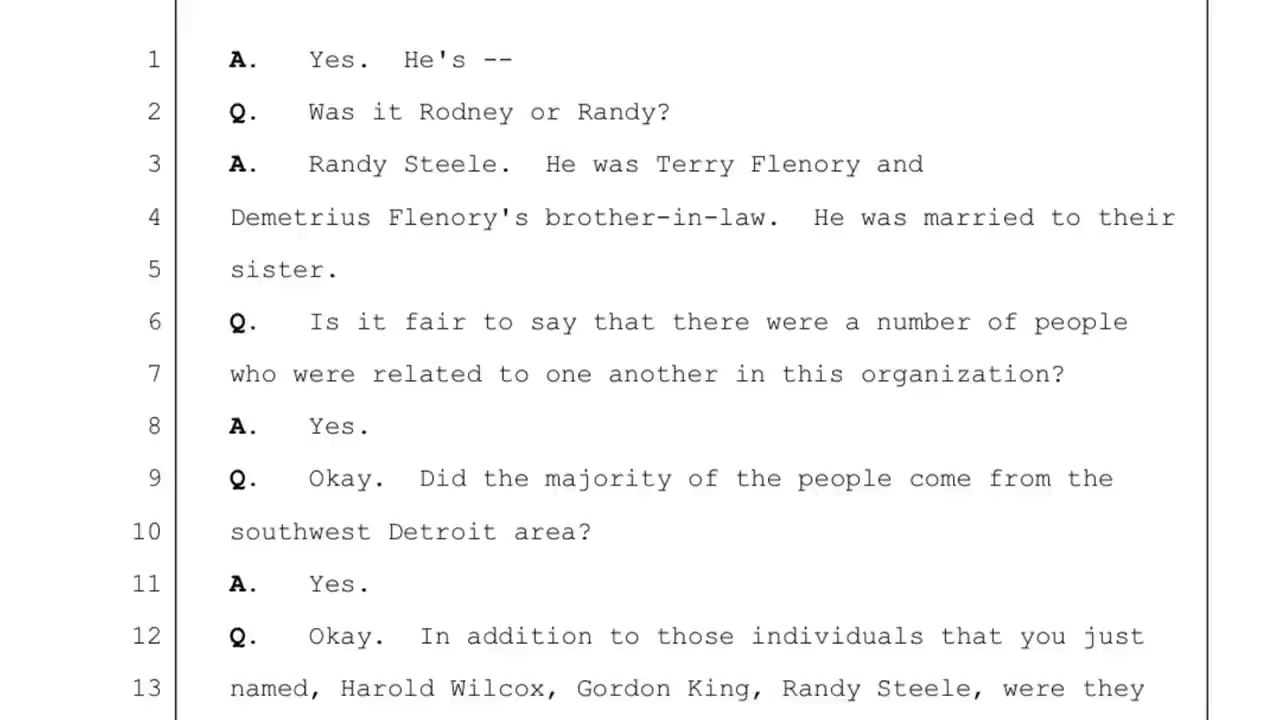 1 A. Yes. He's --
2 Q. Was it Rodney or Randy?
3 A. Randy Steele. He was Terry Flenory and
4 Demetrius Flenory's brother-in-law. He was married to their
5 sister.
6 Q. Is it fair to say that there were a number of people
7 who were related to one another in this organization?
8 A. Yes.
9 Q. Okay. Did the majority of the people come from the
10 southwest Detroit area?
11 A. Yes.
12 Q. Okay. In addition to those individuals that you just
13 named, Harold Wilcox, Gordon King, Randy Steele, were they